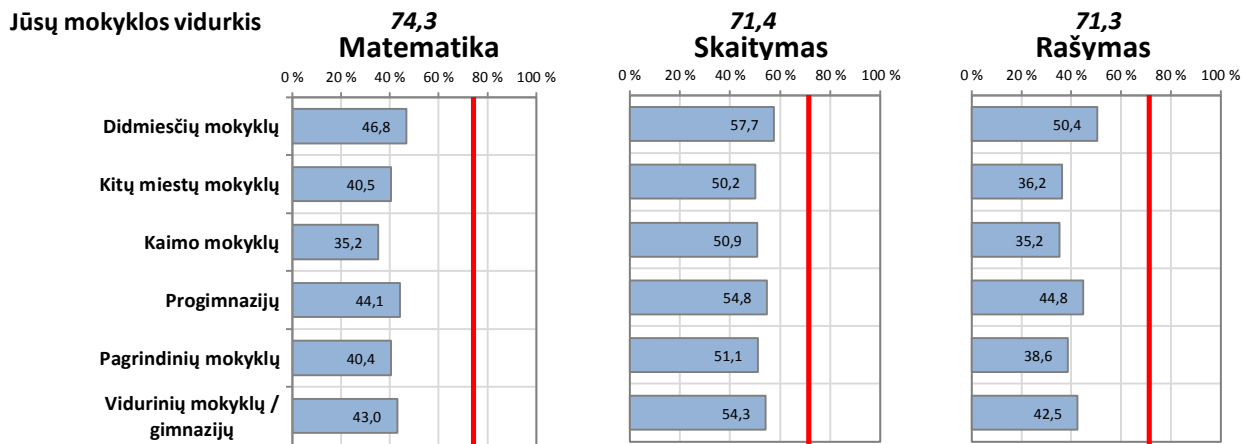 Jūsų mokyklos vidurkis 74,3 71,4 71,3
Matematika Skaitymas Rašymas
0 % 20 % 40 % 60 % 80 % 100 % 0 % 20 % 40 % 60 % 80 % 100 % 0 % 20 % 40 % 60 % 80 % 100 %
Didmiesčių mokyklų 46,8 57,7 50,4
Kitų miestų mokyklų 40,5 50,2 36,2
Kaimo mokyklų 35,2 50,9 35,2
Progimnazijų 44,1 54,8 44,8
Pagrindinių mokyklų 40,4 51,1 38,6
Vidurinių mokyklų /
gimnazijų 43,0 54,3 42,5